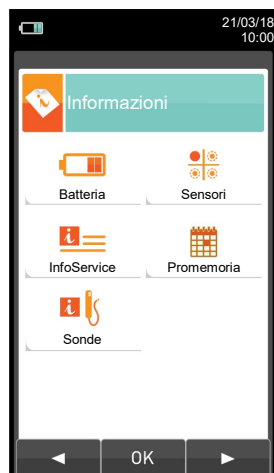 21/03/18
10:00
Informazioni
Batteria
Sensori
InfoService
Promemoria
Sonde
OK